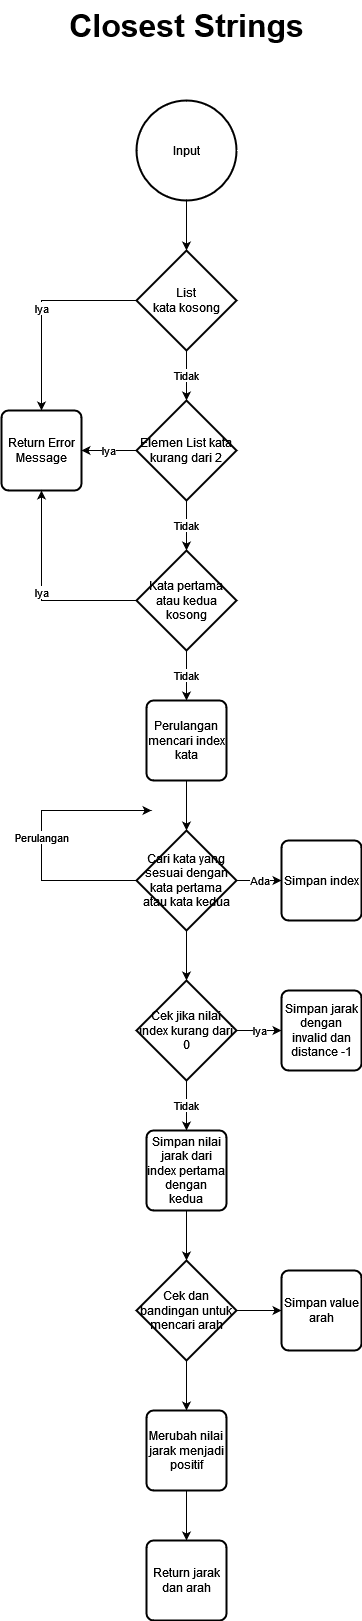 Closest Strings
Input
List
kata kosong
Iya
Tidak
Return Error
Message
Iya
Elemen List kata
kurang dari 2
Tidak
Iya
Kata pertama
atau kedua
kosong
Tidak
Perulangan
mencari index
kata
Perulangan
Cari kata yang
sesuai dengan
kata pertama
atau kata kedua
Ada
Simpan index
Cek jika nilai
index kurang dari
0
Iya
Simpan jarak
dengan
invalid dan
distance -1
Tidak
Simpan nilai
jarak dari
index pertama
dengan
kedua
Cek dan
bandingan untuk
mencari arah
Simpan value
arah
Merubah nilai
jarak menjadi
positif
Return jarak
dan arah